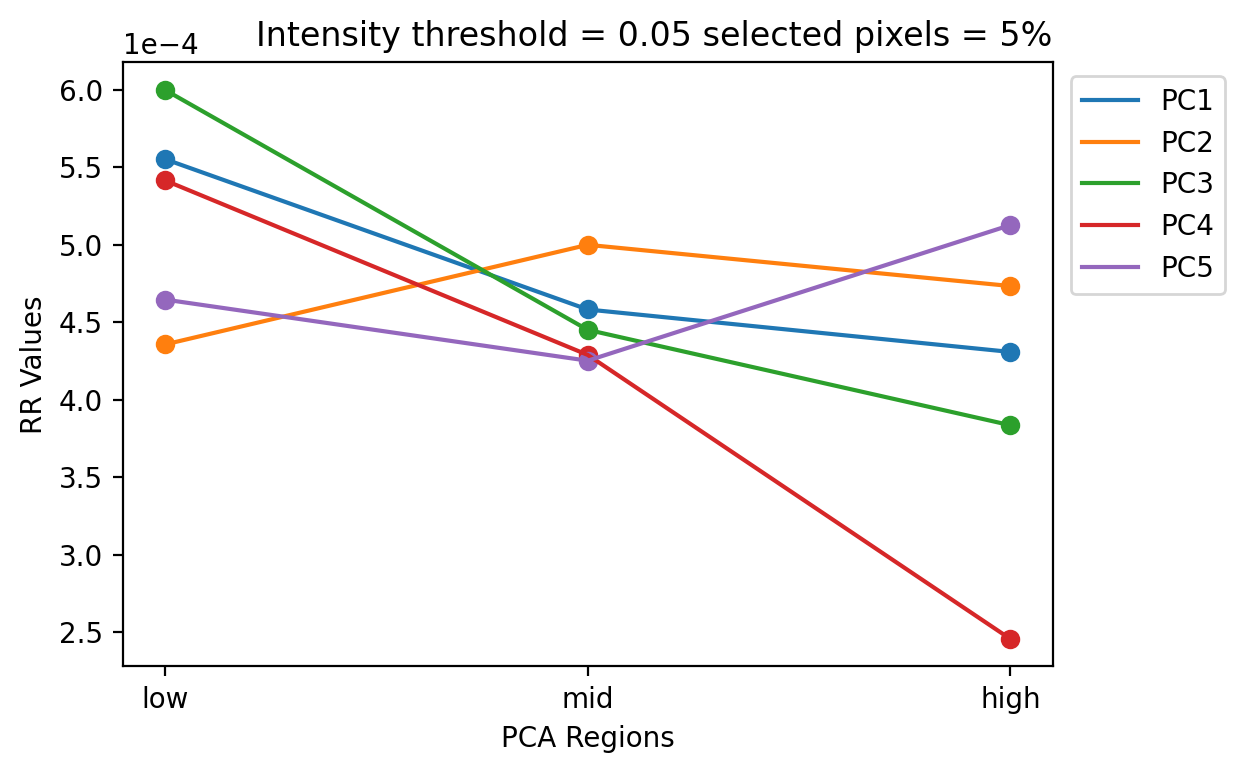 Intensity threshold = 0.05 selected pixels = 5%
1e−4
6.0
5.5
5.0
4.5
4.0
3.5
3.0
2.5
RR Values
low
mid
high
PCA Regions
PC1
PC2
PC3
PC4
PC5